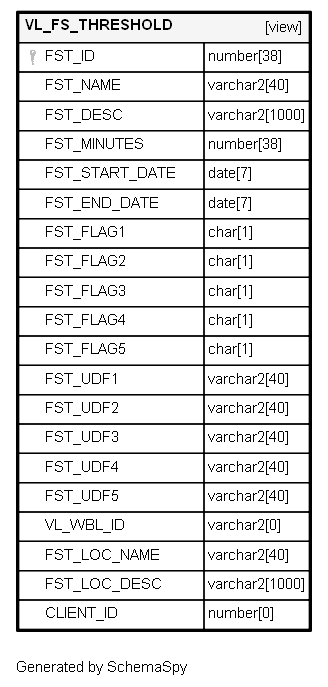 VL_FS_THRESHOLD [view]
FST_ID number[38]
FST_NAME varchar2[40]
FST_DESC varchar2[1000]
FST_MINUTES number[38]
FST_START_DATE date[7]
FST_END_DATE date[7]
FST_FLAG1 char[1]
FST_FLAG2 char[1]
FST_FLAG3 char[1]
FST_FLAG4 char[1]
FST_FLAG5 char[1]
FST_UDF1 varchar2[40]
FST_UDF2 varchar2[40]
FST_UDF3 varchar2[40]
FST_UDF4 varchar2[40]
FST_UDF5 varchar2[40]
VL_WBL_ID varchar2[0]
FST_LOC_NAME varchar2[40]
FST_LOC_DESC varchar2[1000]
CLIENT_ID number[0]
Generated by SchemaSpy